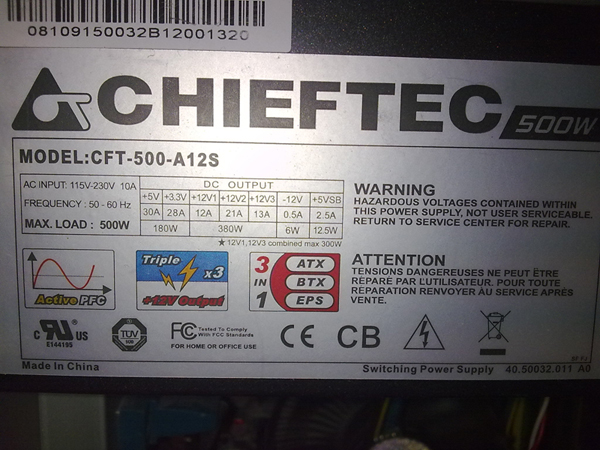 08109150032B12001320
CHIEFTEC 500W
MODEL:CFT-500-A12S
AC INPUT: 115V-230V 10A
FREQUENCY : 50 - 60 Hz
MAX. LOAD : 500W
DC OUTPUT
+5V +3.3V +12V1 +12V2 +12V3 -12V +5VSB
30A 28A 12A 21A 13A 0.5A 2.5A
180W 380W 6W 12.5W
★12V1,12V3 combined max 300W
WARNING
HAZARDOUS VOLTAGES CONTAINED WITHIN
THIS POWER SUPPLY, NOT USER SERVICEABLE.
RETURN TO SERVICE CENTER FOR REPAIR.
ATTENTION
TENSIONS DANGEREUSES NE PEUT ËTRE
RÉPARÉ PAR L'UTILISATEUR. POUR TOUTE
REPARATION RENVOYER AU SERVICE APRÈS
VENTE.
Active PFC
Triple x3
+12V Output
3 IN 1
ATX
BTX
EPS
c RU US
E144195
TÜV
FC Tested To Comply
With FCC Standards
FOR HOME OR OFFICE USE
CE CB
Made in China
Switching Power Supply 40.50032.011 A0